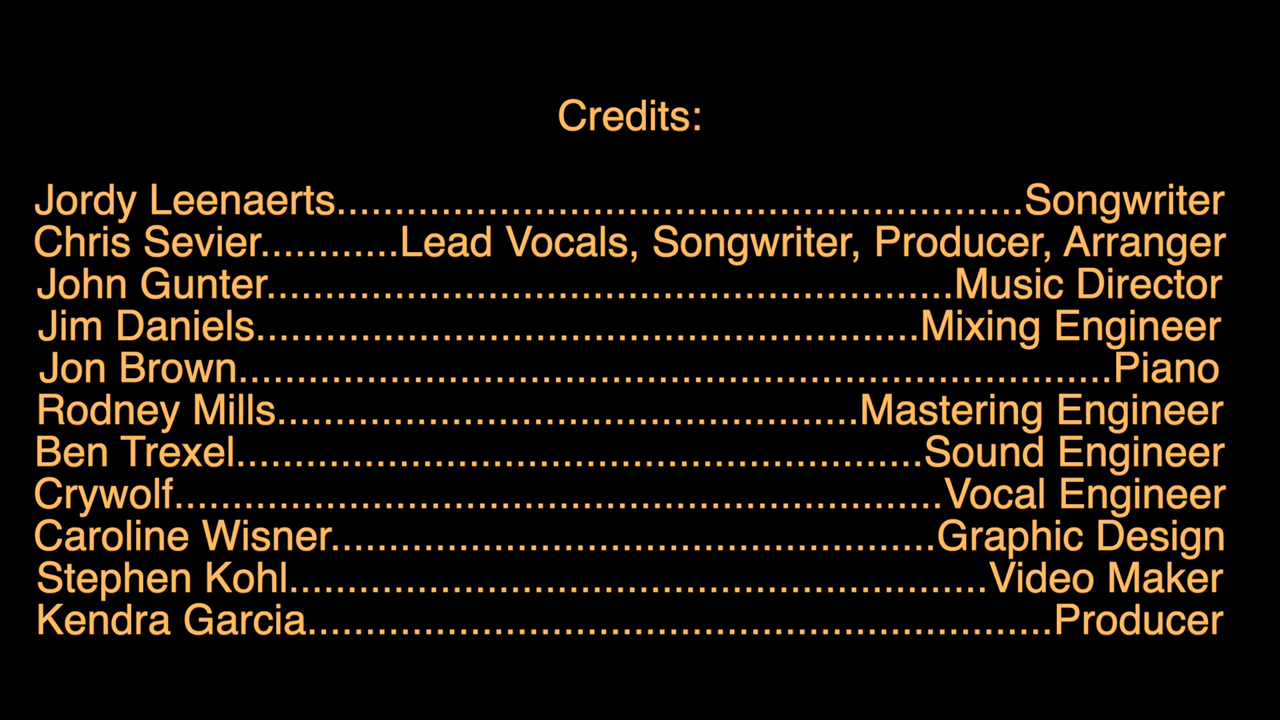 Credits:
Jordy Leenaerts...........................................................Songwriter
Chris Sevier............Lead Vocals, Songwriter, Producer, Arranger
John Gunter...........................................................Music Director
Jim Daniels.........................................................Mixing Engineer
Jon Brown...........................................................................Piano
Rodney Mills..................................................Mastering Engineer
Ben Trexel...........................................................Sound Engineer
Crywolf..................................................................Vocal Engineer
Caroline Wisner....................................................Graphic Design
Stephen Kohl............................................................Video Maker
Kendra Garcia................................................................Producer